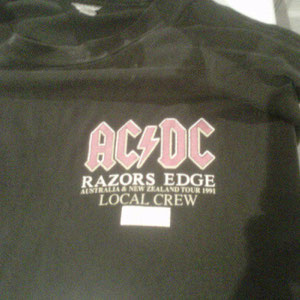 AC⚡DC
RAZORS EDGE
AUSTRALIA & NEW ZEALAND TOUR 1991
LOCAL CREW